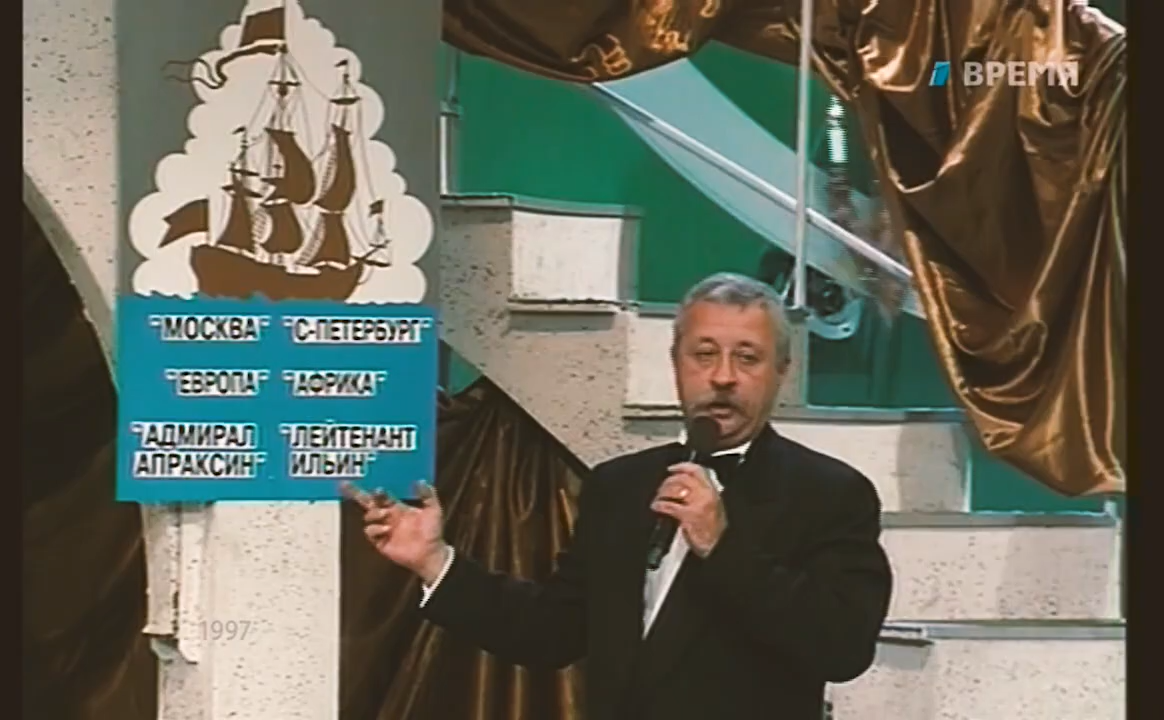 ВРЕМЯ
"МОСКВА" "С-ПЕТЕРБУРГ"
"ЕВРОПА" "АФРИКА"
"АДМИРАЛ "ЛЕЙТЕНАНТ
АПРАКСИН" ИЛЬИН"
1997